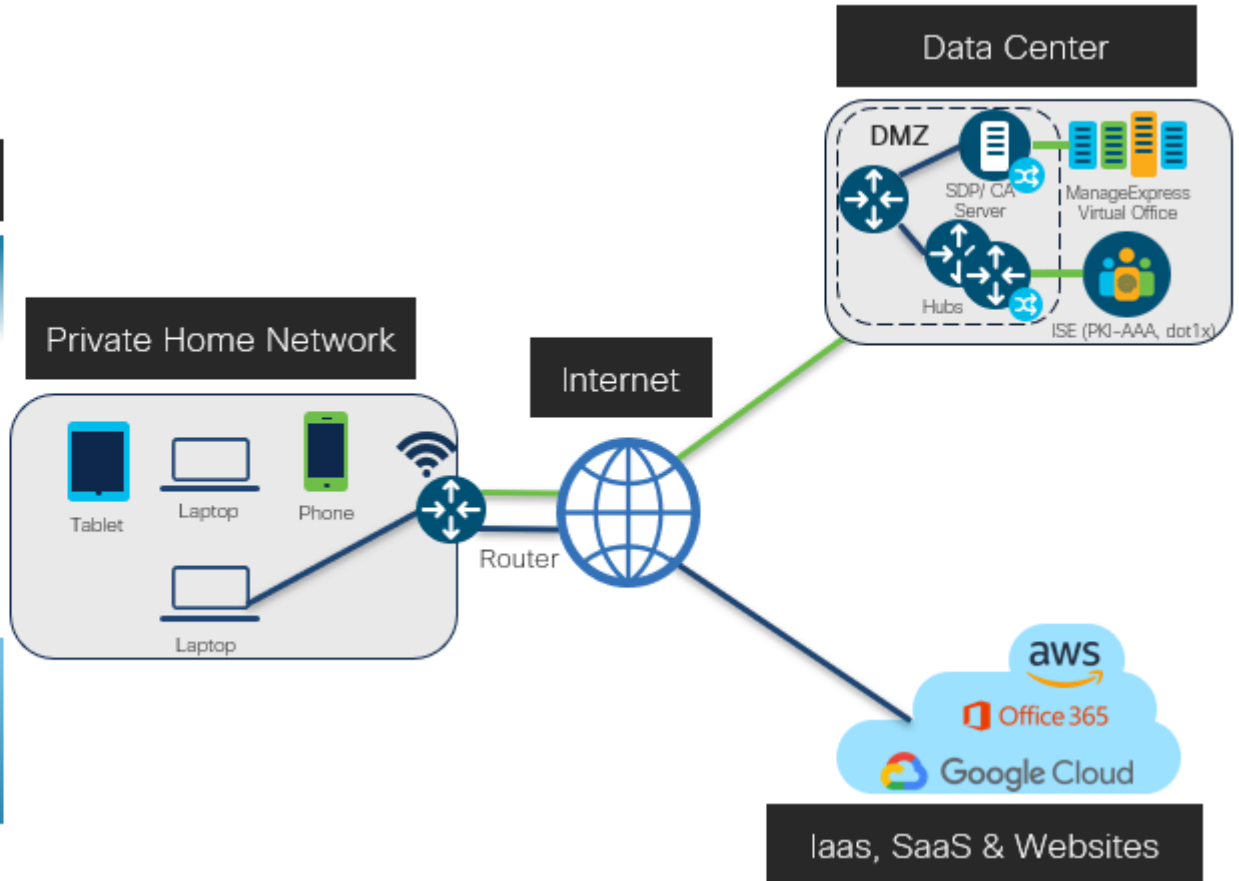 Data Center
DMZ
SDP/ CA
Server
ManageExpress
Virtual Office
Hubs
ISE (PKI-AAA, dot1x)
Private Home Network
Internet
Tablet
Laptop
Phone
Router
Laptop
aws
Office 365
Google Cloud
Iaas, SaaS & Websites